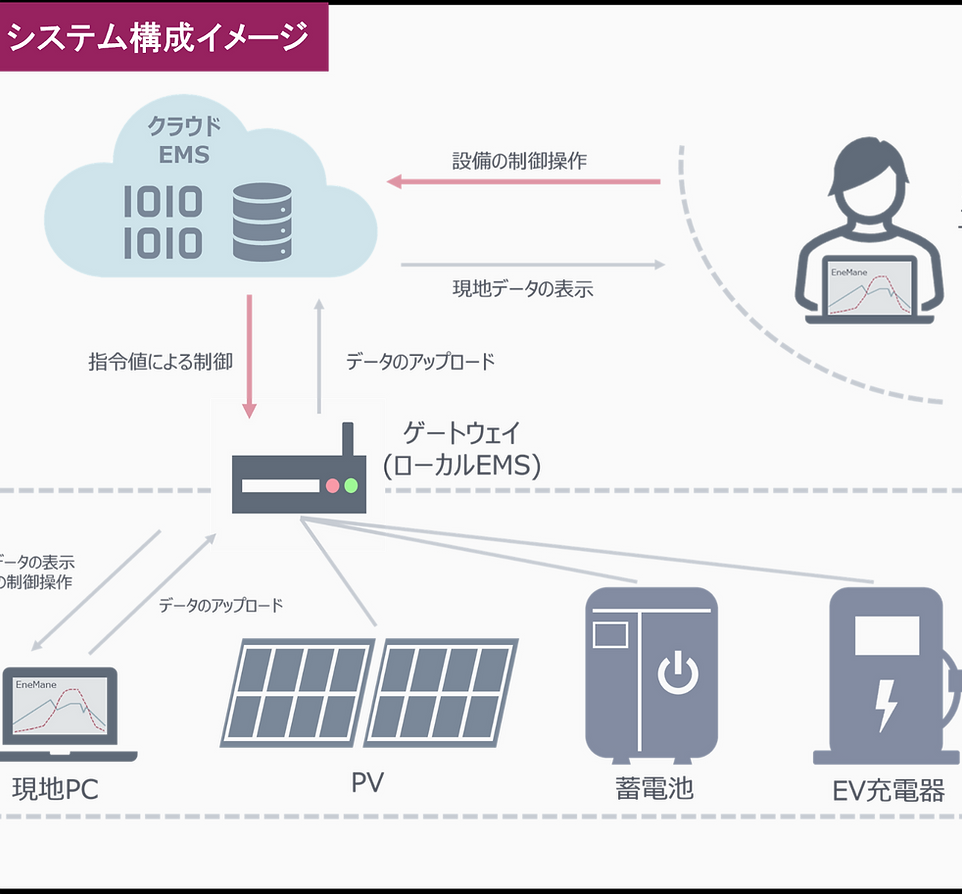 システム構成イメージ
クラウド
EMS
IOIO
IOIO
設備の制御操作
現地データの表示
EneMane
指令値による制御
データのアップロード
ゲートウェイ
(ローカルEMS)
ータの表示
の制御操作
データのアップロード
EneMane
現地PC
PV
蓄電池
EV充電器